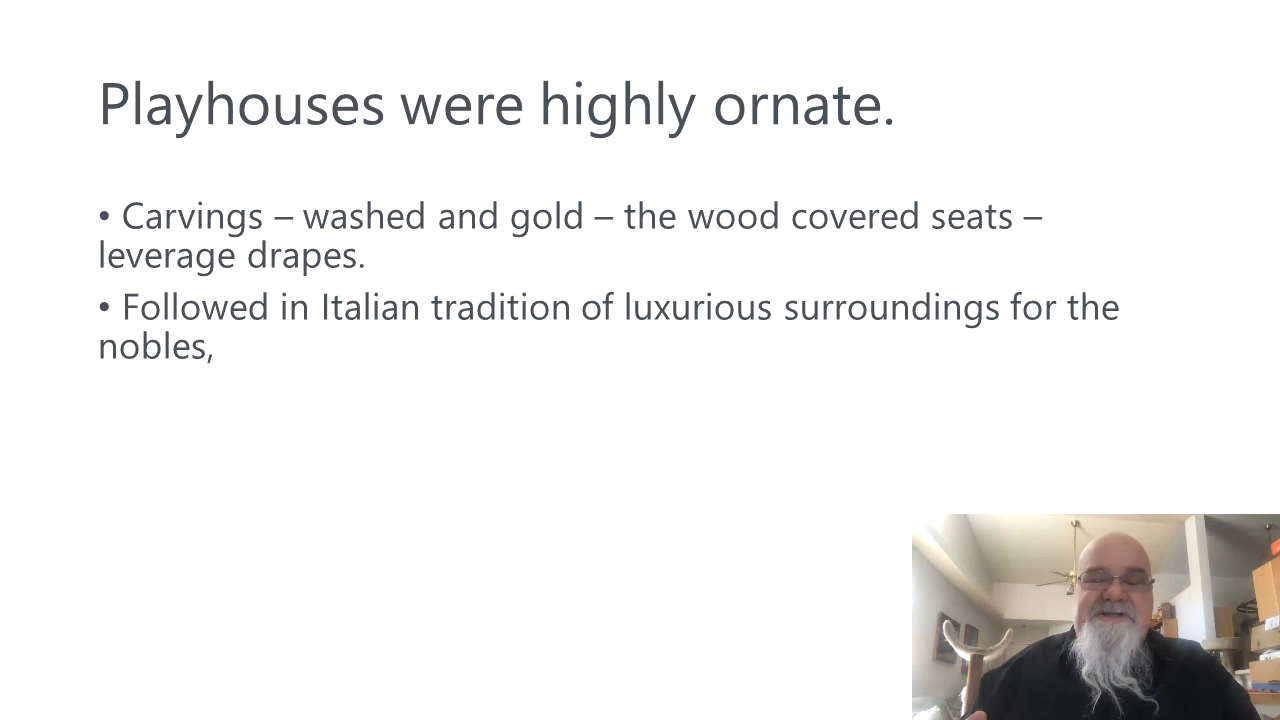 Playhouses were highly ornate.
• Carvings – washed and gold – the wood covered seats –
leverage drapes.
• Followed in Italian tradition of luxurious surroundings for the
nobles,